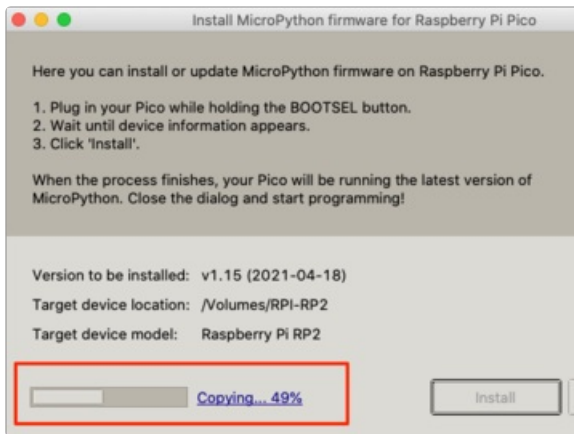 Install MicroPython firmware for Raspberry Pi Pico
Here you can install or update MicroPython firmware on Raspberry Pi Pico.
1. Plug in your Pico while holding the BOOTSEL button.
2. Wait until device information appears.
3. Click 'Install'.
When the process finishes, your Pico will be running the latest version of
MicroPython. Close the dialog and start programming!
Version to be installed: v1.15 (2021-04-18)
Target device location: /Volumes/RPI-RP2
Target device model: Raspberry Pi RP2
Copying... 49% Install